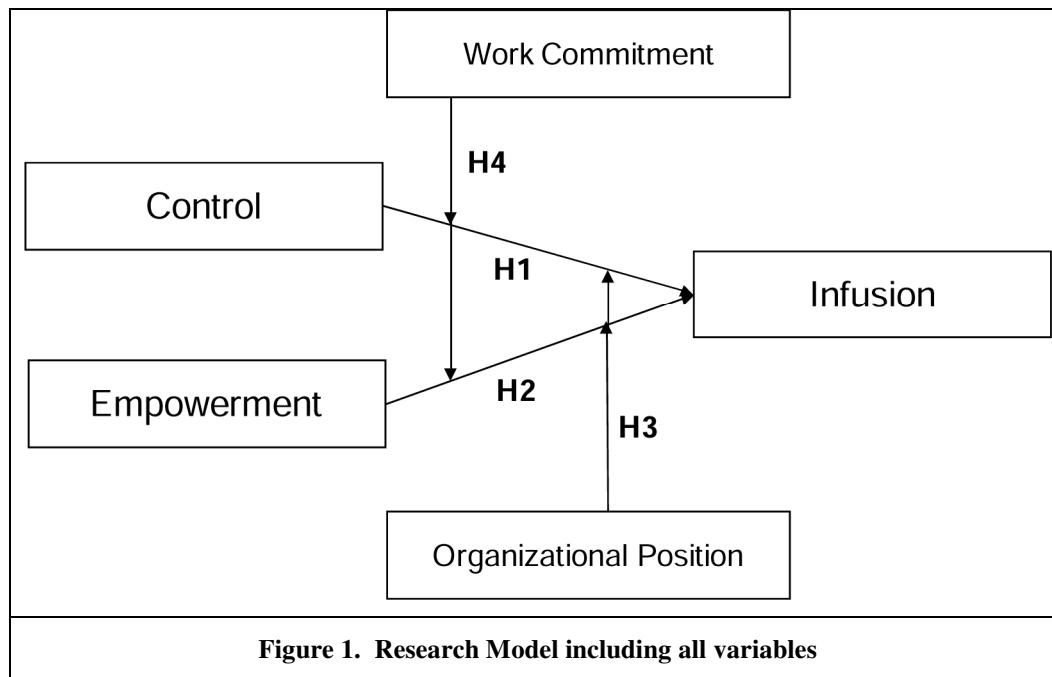 Work Commitment
H4
Control
H1
Infusion
Empowerment
H2
H3
Organizational Position
Figure 1. Research Model including all variables